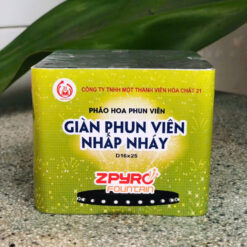 CÔNG TY TNHH MỘT THÀNH VIÊN HÓA CHẤT 21
PHÁO HOA PHUN VIÊN
GIÀN PHUN VIÊN
NHẤP NHÁY
D16x25
ZPYRO
FOUNTAIN